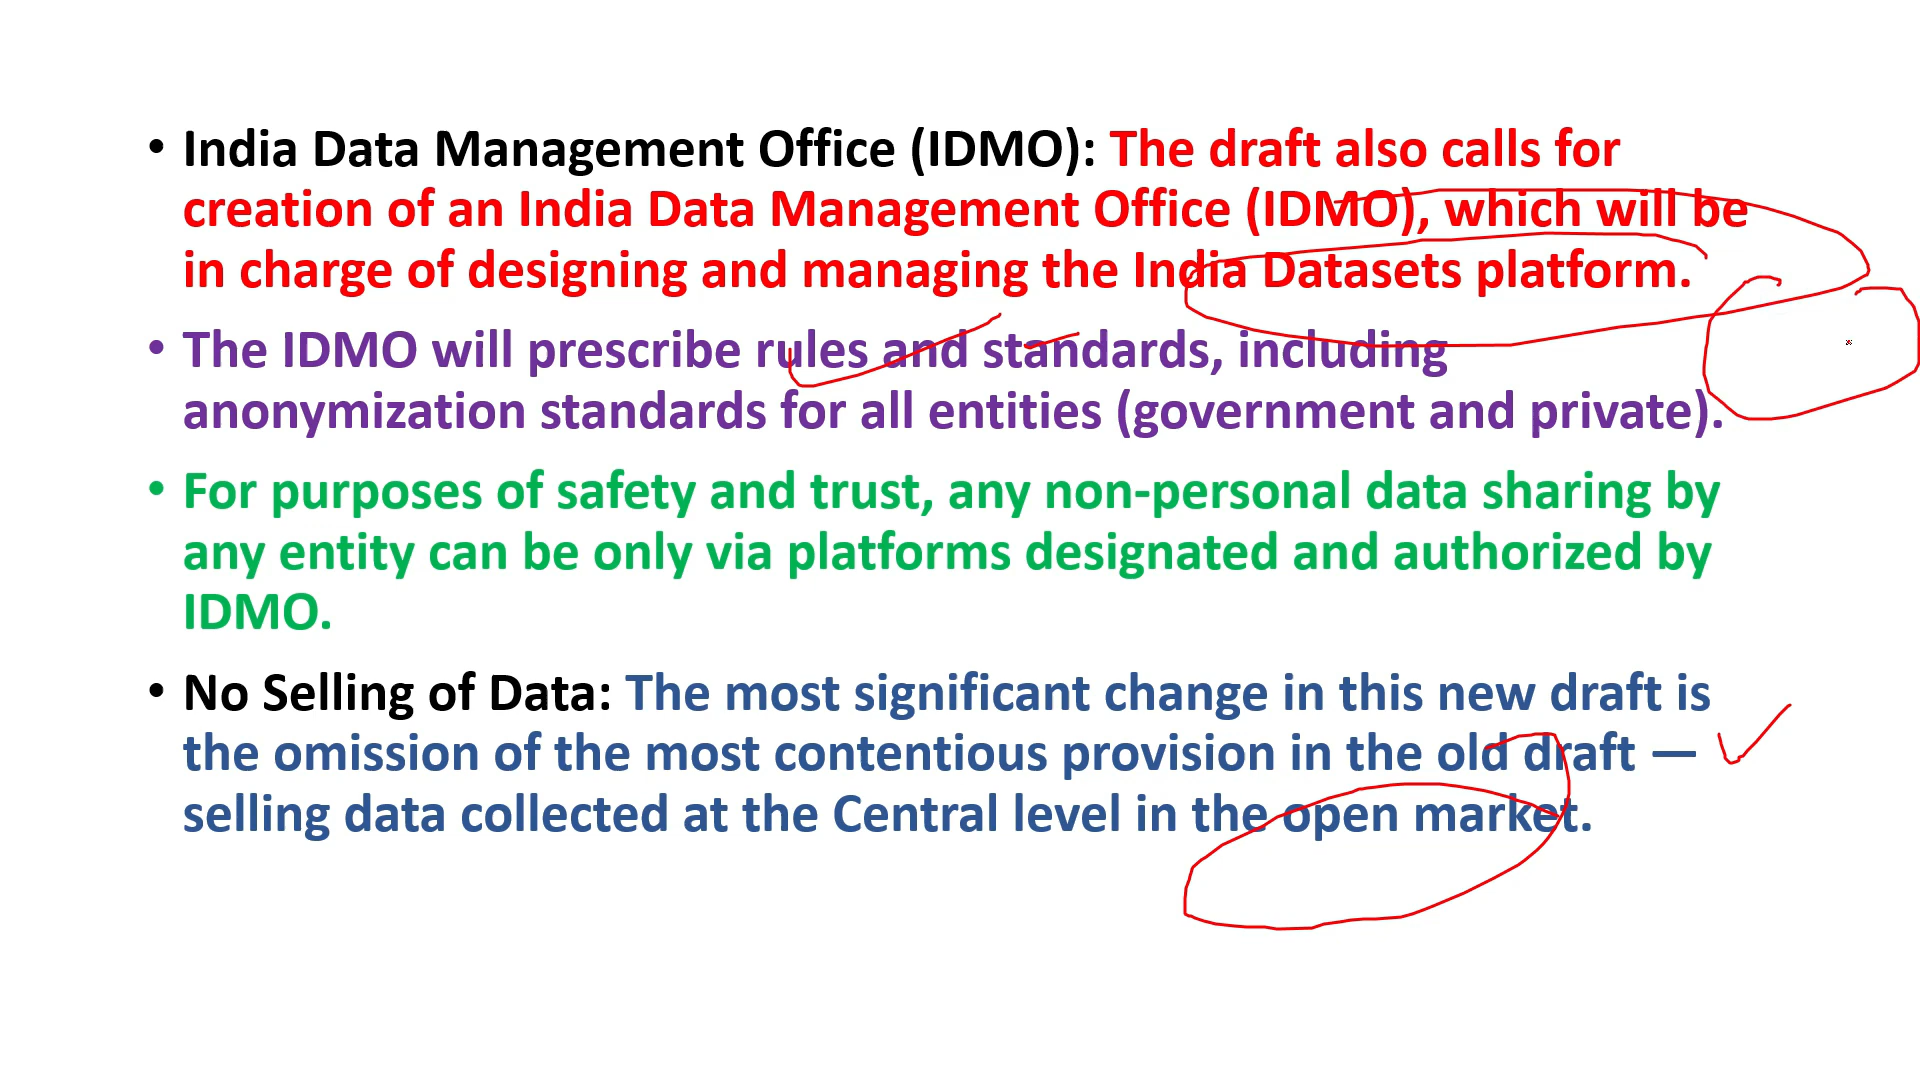 • India Data Management Office (IDMO): The draft also calls for
creation of an India Data Management Office (IDMO), which will be
in charge of designing and managing the India Datasets platform.
• The IDMO will prescribe rules and standards, including
anonymization standards for all entities (government and private).
• For purposes of safety and trust, any non-personal data sharing by
any entity can be only via platforms designated and authorized by
IDMO.
• No Selling of Data: The most significant change in this new draft is
the omission of the most contentious provision in the old draft —
selling data collected at the Central level in the open market.